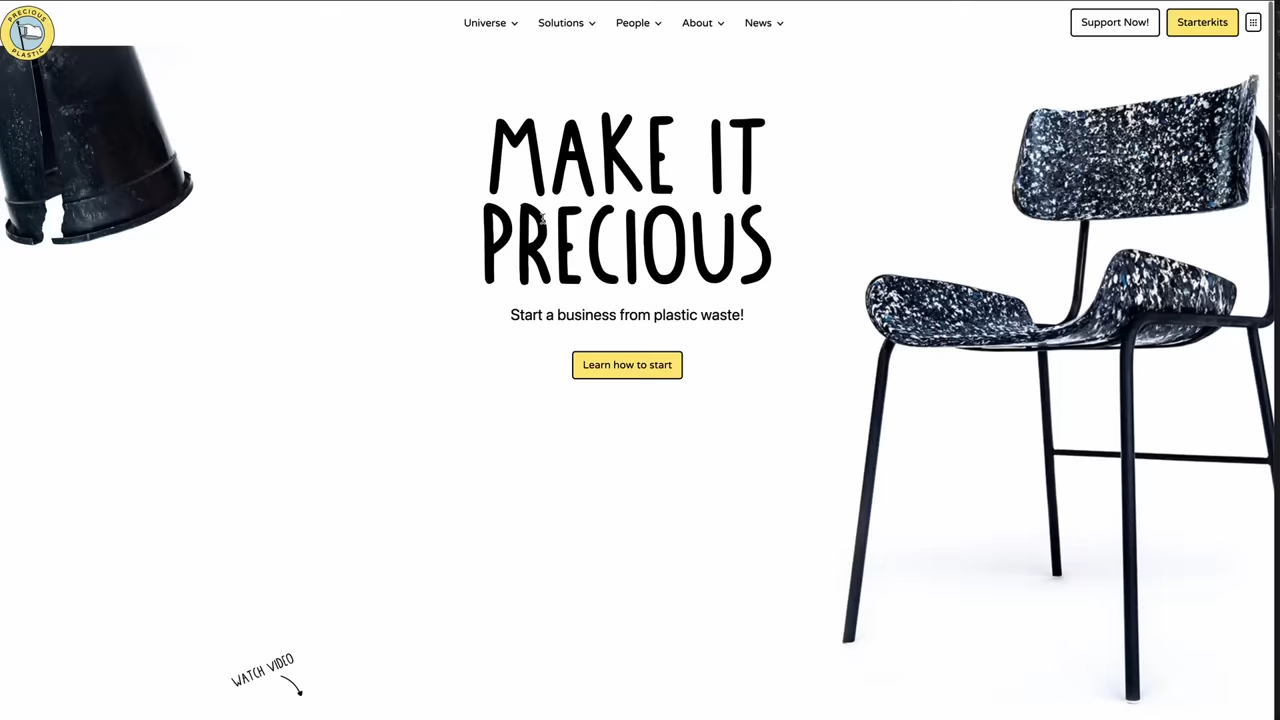 PRECIOUS
PLASTIC
Universe
Solutions
People
About
News
Support Now!
Starterkits
MAKE IT
PRECIOUS
Start a business from plastic waste!
Learn how to start
WATCH VIDEO